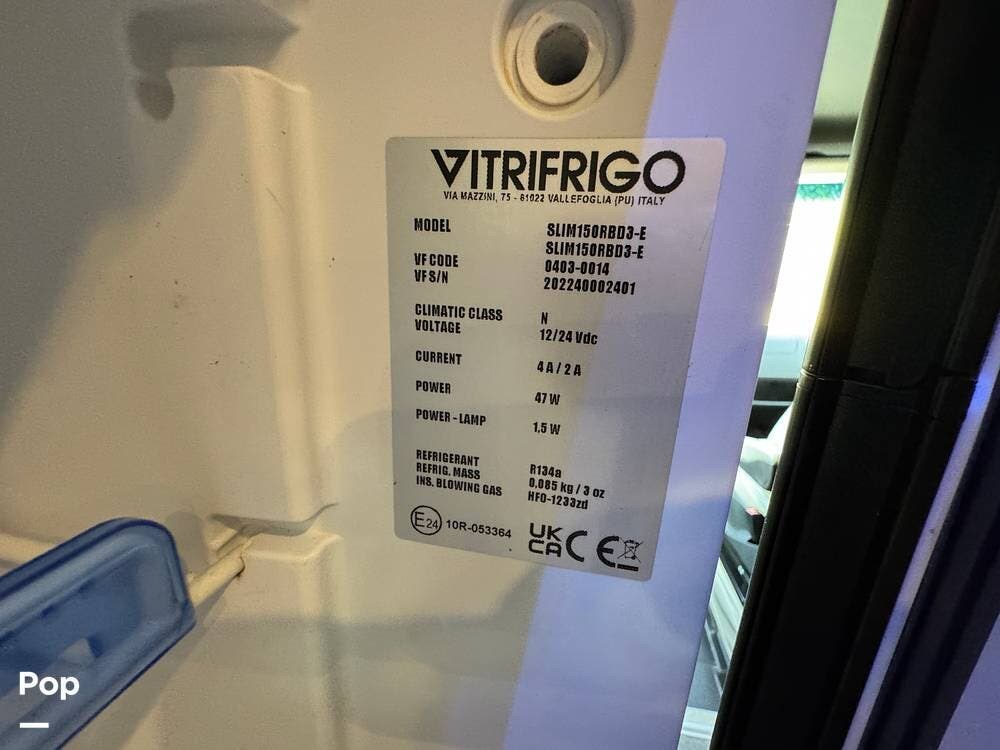 VITRIFRIGO
VIA MAZZINI, 75 - 61022 VALLEFOGLIA (PU) ITALY
MODEL SLIM150RBD3-E
SLIM150RBD3-E
VF CODE 0403-0014
VF S/N 202240002401
CLIMATIC CLASS N
VOLTAGE 12/24 Vdc
CURRENT 4 A / 2 A
POWER 47 W
POWER - LAMP 1,5 W
REFRIGERANT R134a
REFRIG. MASS 0,085 kg / 3 oz
INS. BLOWING GAS HFO-1233zd
E24 10R-053364 UK
CA CE
Pop